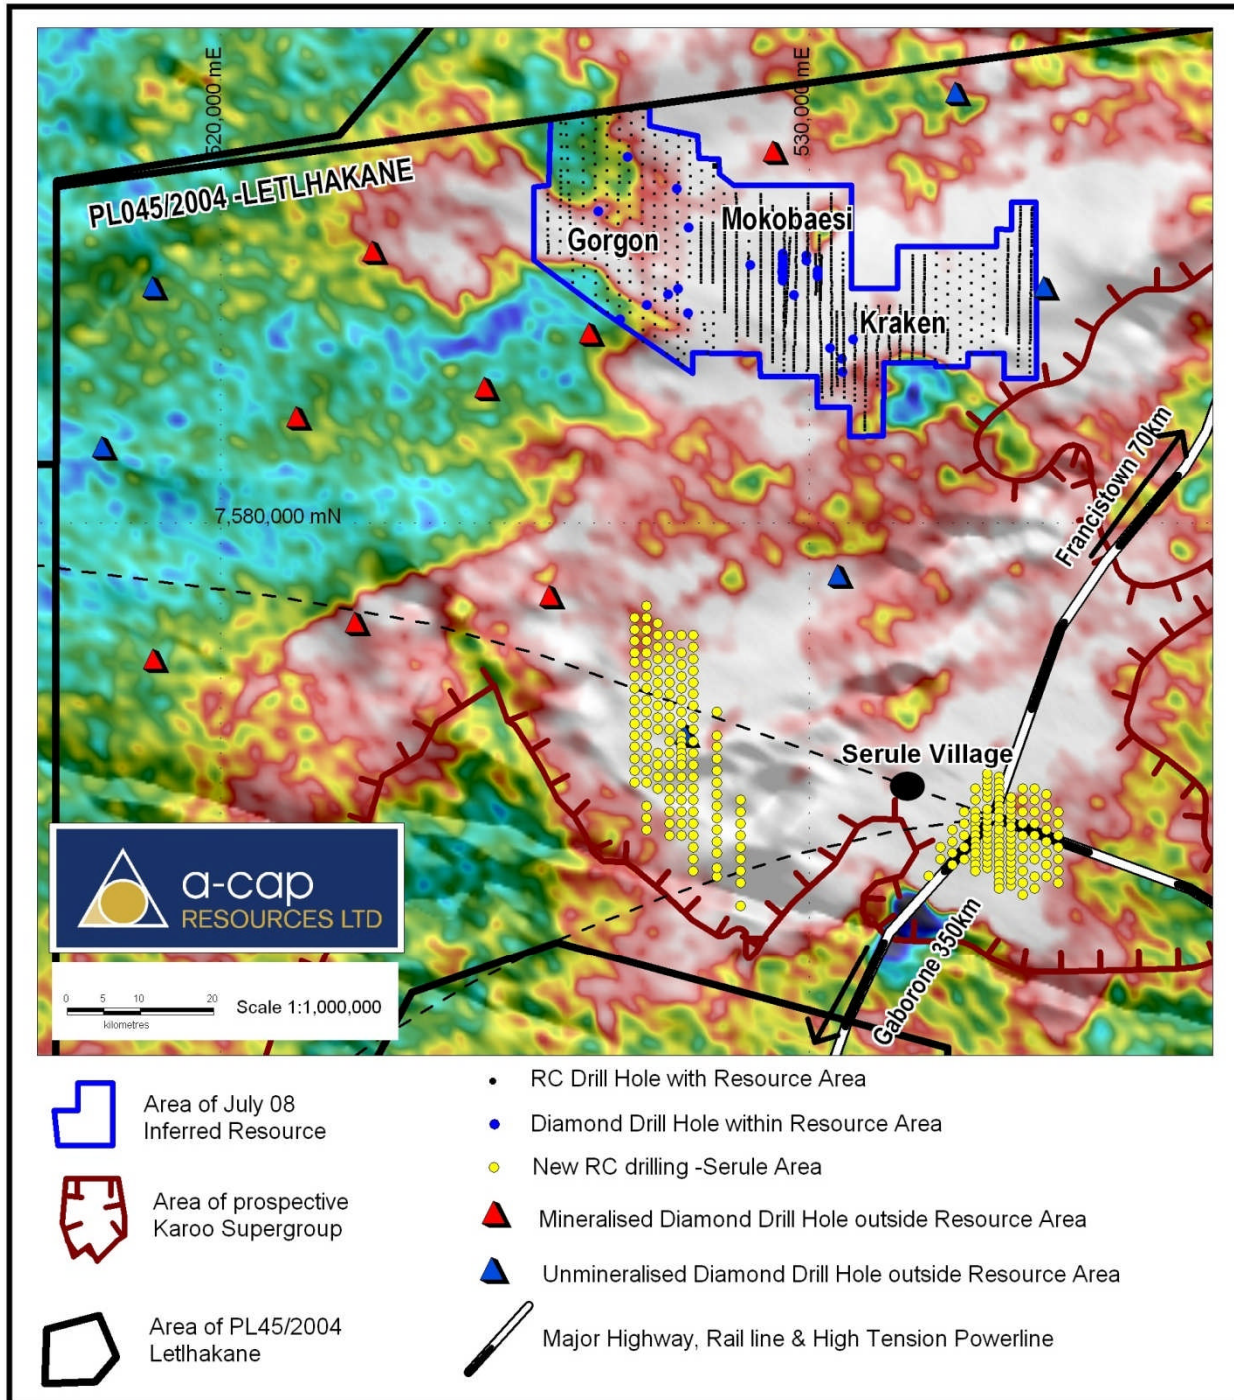 520,000 mE
530,000 mE
PL045/2004 -LETLHAKANE
Gorgon
Mokobaesi
Kraken
7,580,000 mN
Francistown 70km
Serule Village
Gaborone 350km
a-cap
RESOURCES LTD
0 5 10 20
kilometres
Scale 1:1,000,000
Area of July 08
Inferred Resource
Area of prospective
Karoo Supergroup
Area of PL45/2004
Letlhakane
RC Drill Hole with Resource Area
Diamond Drill Hole within Resource Area
New RC drilling -Serule Area
Mineralised Diamond Drill Hole outside Resource Area
Unmineralised Diamond Drill Hole outside Resource Area
Major Highway, Rail line & High Tension Powerline